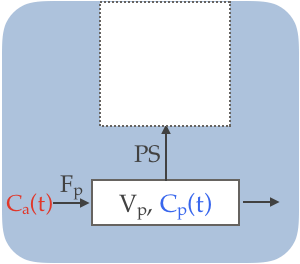 PS
Fp
Ca(t)
Vp, Cp(t)